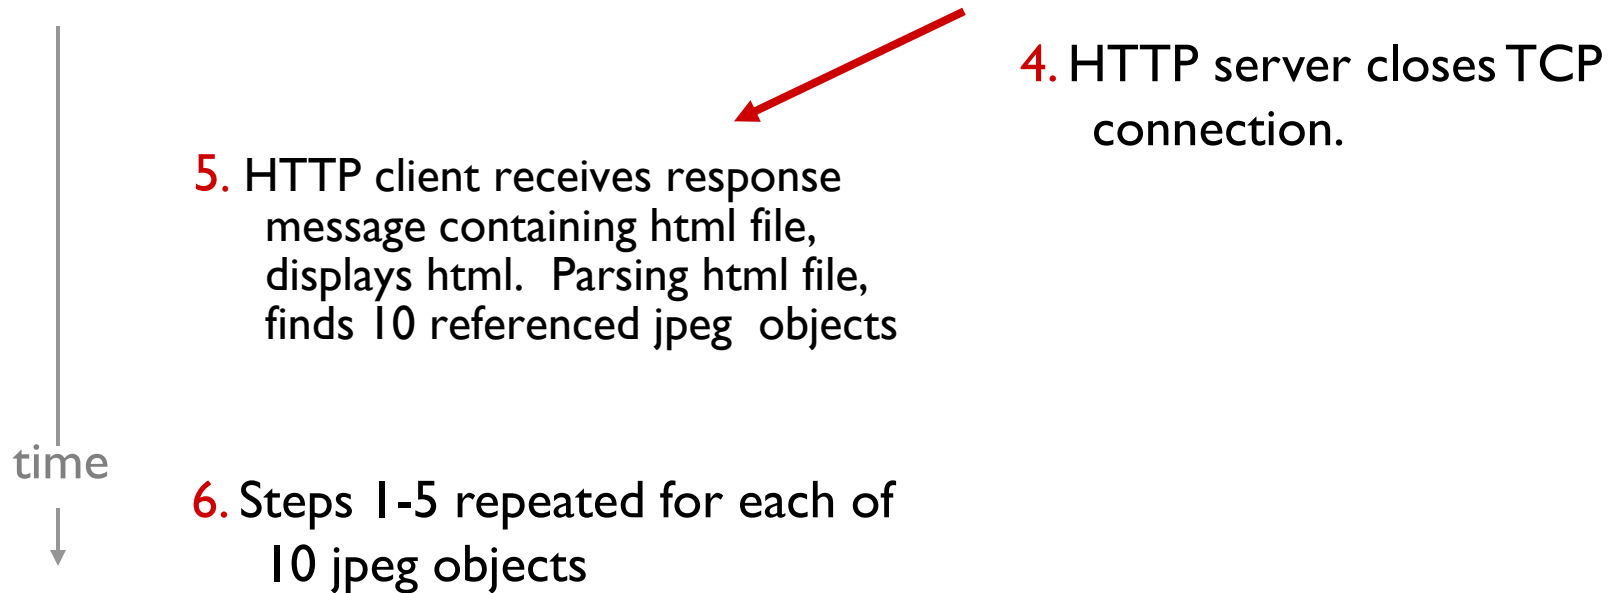 4. HTTP server closes TCP
connection.
5. HTTP client receives response
message containing html file,
displays html.  Parsing html file,
finds 10 referenced jpeg  objects
time
6. Steps 1-5 repeated for each of
10 jpeg objects